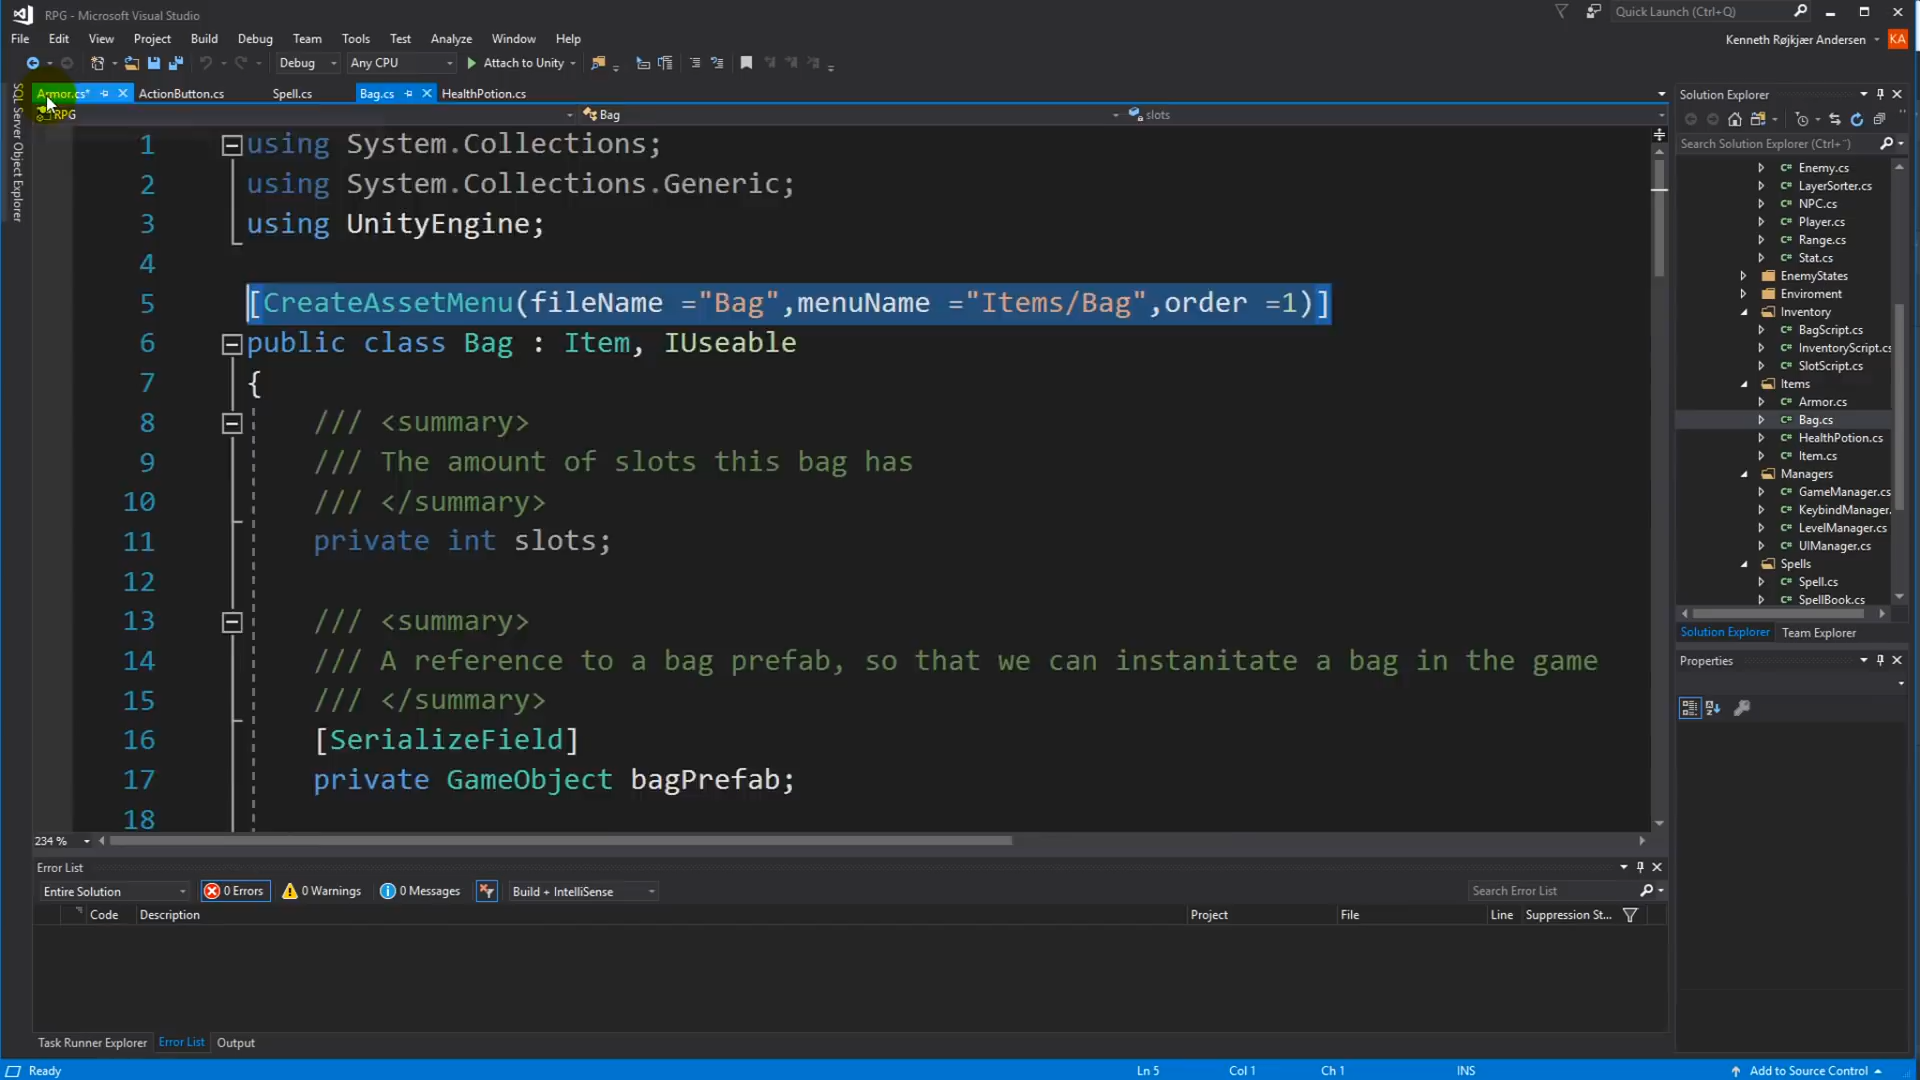 RPG - Microsoft Visual Studio
Quick Launch (Ctrl+Q)
File Edit View Project Build Debug Team Tools Test Analyze Window Help
Kenneth Røjkjær Andersen KA
Debug Any CPU Attach to Unity
SQL Server Object Explorer
Armor.cs* ActionButton.cs Spell.cs Bag.cs HealthPotion.cs
RPG Bag slots
1 using System.Collections;
2 using System.Collections.Generic;
3 using UnityEngine;
4
5 [CreateAssetMenu(fileName ="Bag",menuName ="Items/Bag",order =1)]
6 public class Bag : Item, IUseable
7 {
8 /// <summary>
9 /// The amount of slots this bag has
10 /// </summary>
11 private int slots;
12
13 /// <summary>
14 /// A reference to a bag prefab, so that we can instanitate a bag in the game
15 /// </summary>
16 [SerializeField]
17 private GameObject bagPrefab;
18
234 %
Solution Explorer
Search Solution Explorer (Ctrl+¨)
Enemy.cs
LayerSorter.cs
NPC.cs
Player.cs
Range.cs
Stat.cs
EnemyStates
Enviroment
Inventory
BagScript.cs
InventoryScript.cs
SlotScript.cs
Items
Armor.cs
Bag.cs
HealthPotion.cs
Item.cs
Managers
GameManager.cs
KeybindManager.
LevelManager.cs
UIManager.cs
Spells
Spell.cs
SpellBook.cs
Solution Explorer Team Explorer
Properties
Error List
Entire Solution 0 Errors 0 Warnings 0 Messages Build + IntelliSense Search Error List
Code Description Project File Line Suppression St...
Task Runner Explorer Error List Output
Ready Ln 5 Col 1 Ch 1 INS Add to Source Control